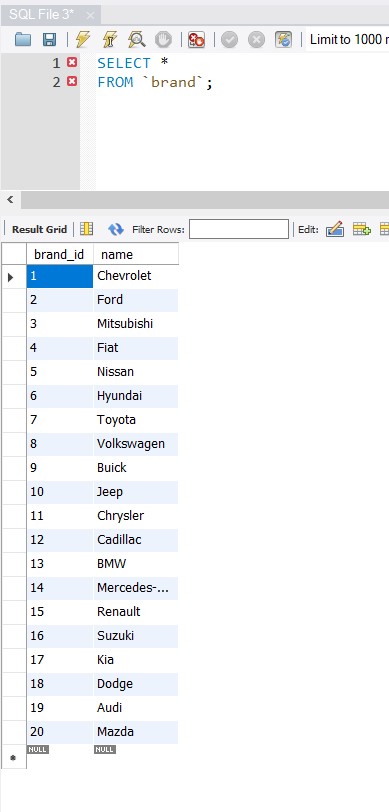 SQL File 3*
Limit to 1000 r
1 SELECT *
2 FROM `brand`;
Result Grid Filter Rows: Edit:
brand_id name
1 Chevrolet
2 Ford
3 Mitsubishi
4 Fiat
5 Nissan
6 Hyundai
7 Toyota
8 Volkswagen
9 Buick
10 Jeep
11 Chrysler
12 Cadillac
13 BMW
14 Mercedes-...
15 Renault
16 Suzuki
17 Kia
18 Dodge
19 Audi
20 Mazda
NULL NULL